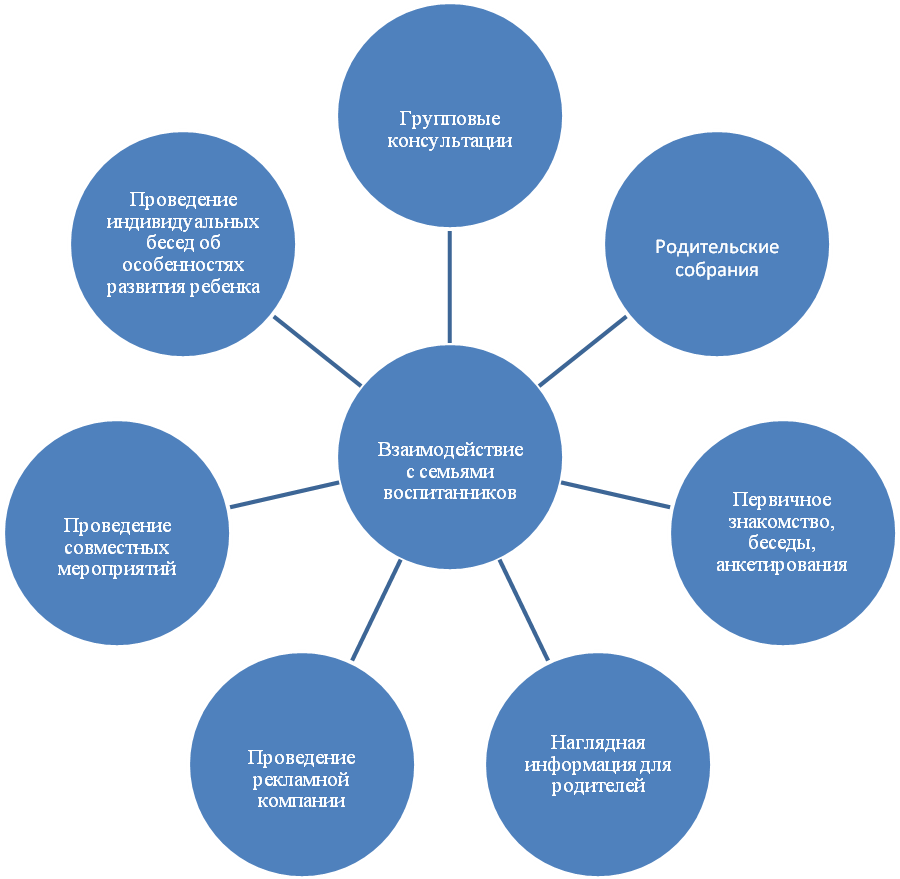 Групповые
консультации
Проведение
индивидуальных
бесед об
особенностях
развития ребенка
Родительские
собрания
Взаимодействие
с семьями
воспитанников
Проведение
совместных
мероприятий
Первичное
знакомство,
беседы,
анкетирования
Проведение
рекламной
компании
Наглядная
информация для
родителей